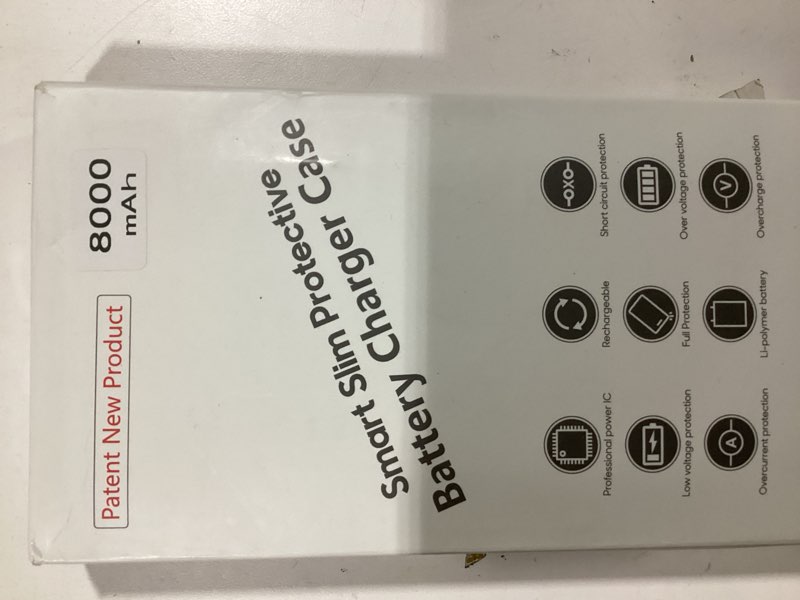 Patent New Product
8000
mAh
Smart Slim Protective
Battery Charger Case
Professional power IC
Rechargeable
Short circuit protection
Low voltage protection
Full Protection
Over voltage protection
A
V
Overcurrent protection
Li-polymer battery
Overcharge protection